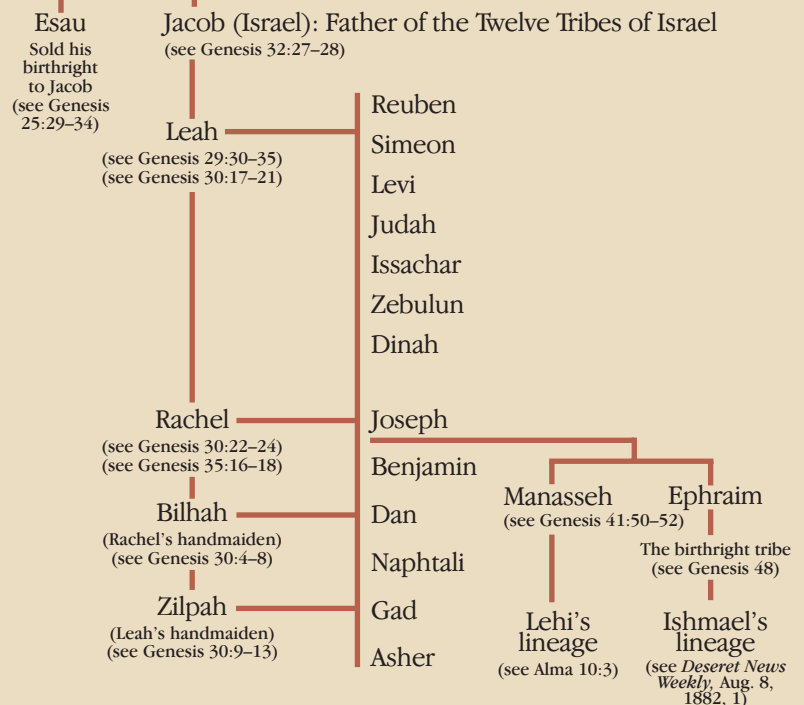 Esau
Sold his
birthright
to Jacob
(see Genesis
25:29–34)
Jacob (Israel): Father of the Twelve Tribes of Israel
(see Genesis 32:27–28)
Leah
(see Genesis 29:30–35)
(see Genesis 30:17–21)
Reuben
Simeon
Levi
Judah
Issachar
Zebulun
Dinah
Rachel
(see Genesis 30:22–24)
(see Genesis 35:16–18)
Joseph
Benjamin
Bilhah
(Rachel's handmaiden)
(see Genesis 30:4–8)
Dan
Naphtali
Zilpah
(Leah's handmaiden)
(see Genesis 30:9–13)
Gad
Asher
Manasseh
(see Genesis 41:50–52)
Lehi's
lineage
(see Alma 10:3)
Ephraim
The birthright tribe
(see Genesis 48)
Ishmael's
lineage
(see Deseret News
Weekly, Aug. 8,
1882, 1)